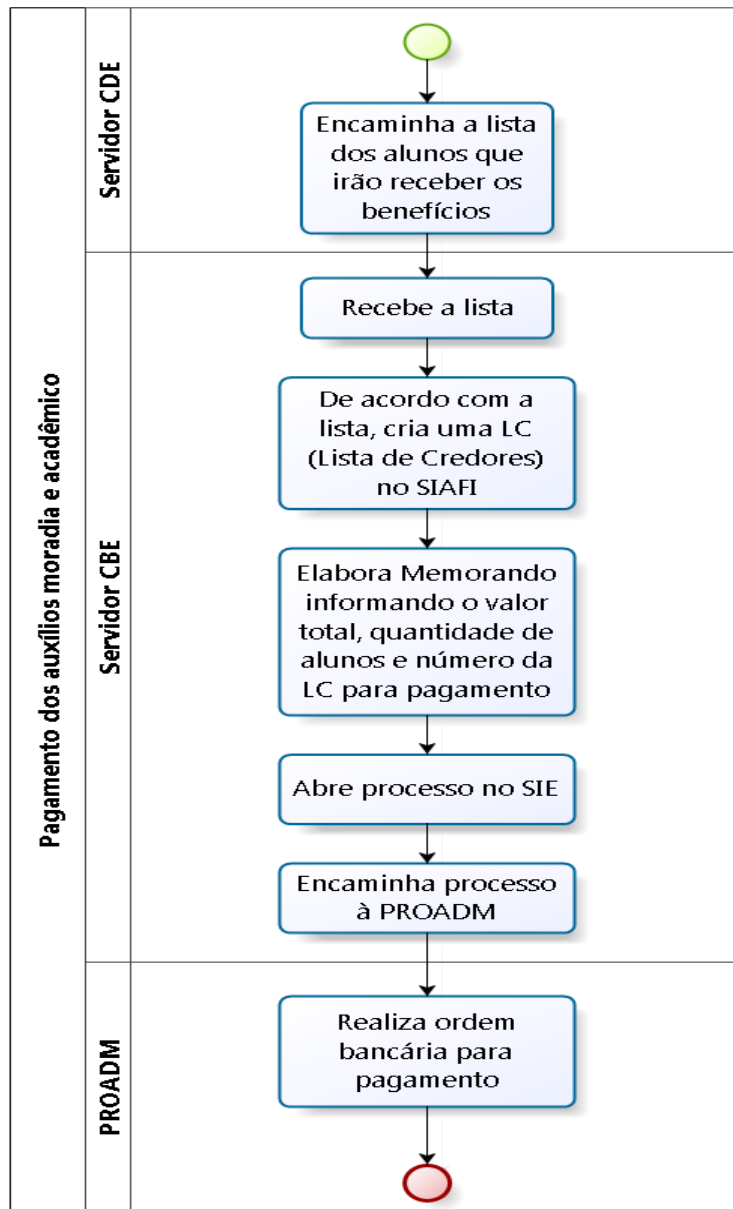 Pagamento dos auxílios moradia e acadêmico
Servidor CDE
Encaminha a lista
dos alunos que
irão receber os
benefícios
Servidor CBE
Recebe a lista
De acordo com a
lista, cria uma LC
(Lista de Credores)
no SIAFI
Elabora Memorando
informando o valor
total, quantidade de
alunos e número da
LC para pagamento
Abre processo no SIE
Encaminha processo
à PROADM
PROADM
Realiza ordem
bancária para
pagamento